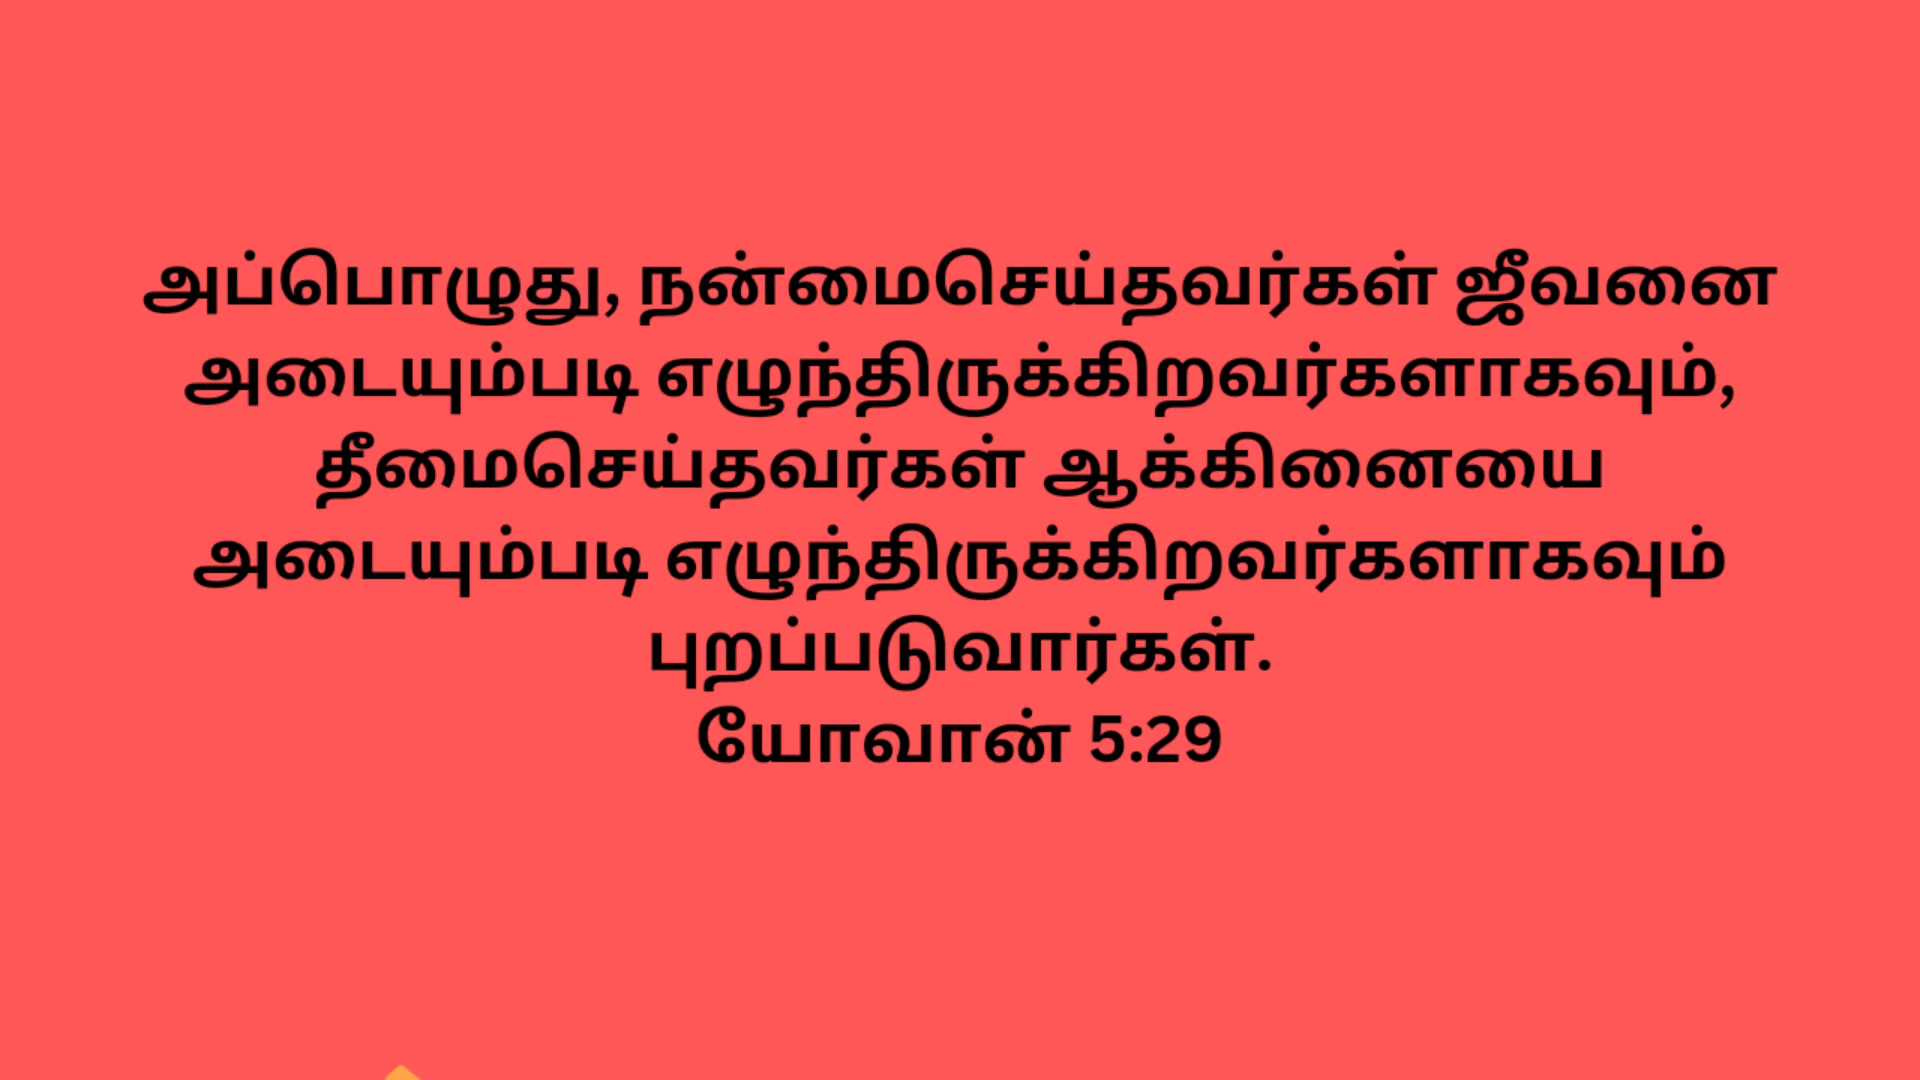 அப்பொழுது, நன்மைசெய்தவர்கள் ஜீவனை
அடையும்படி எழுந்திருக்கிறவர்களாகவும்,
தீமைசெய்தவர்கள் ஆக்கினையை
அடையும்படி எழுந்திருக்கிறவர்களாகவும்
புறப்படுவார்கள்.
யோவான் 5:29